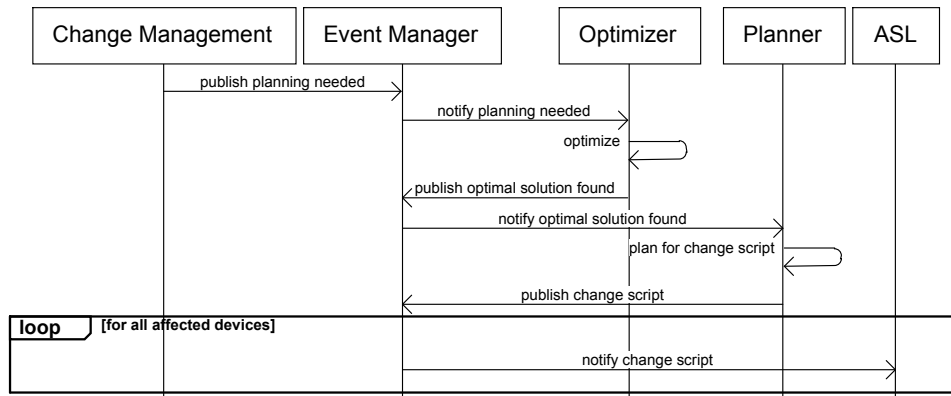 Change Management
Event Manager
Optimizer
Planner
ASL
publish planning needed
notify planning needed
optimize
publish optimal solution found
notify optimal solution found
plan for change script
publish change script
loop
[for all affected devices]
notify change script